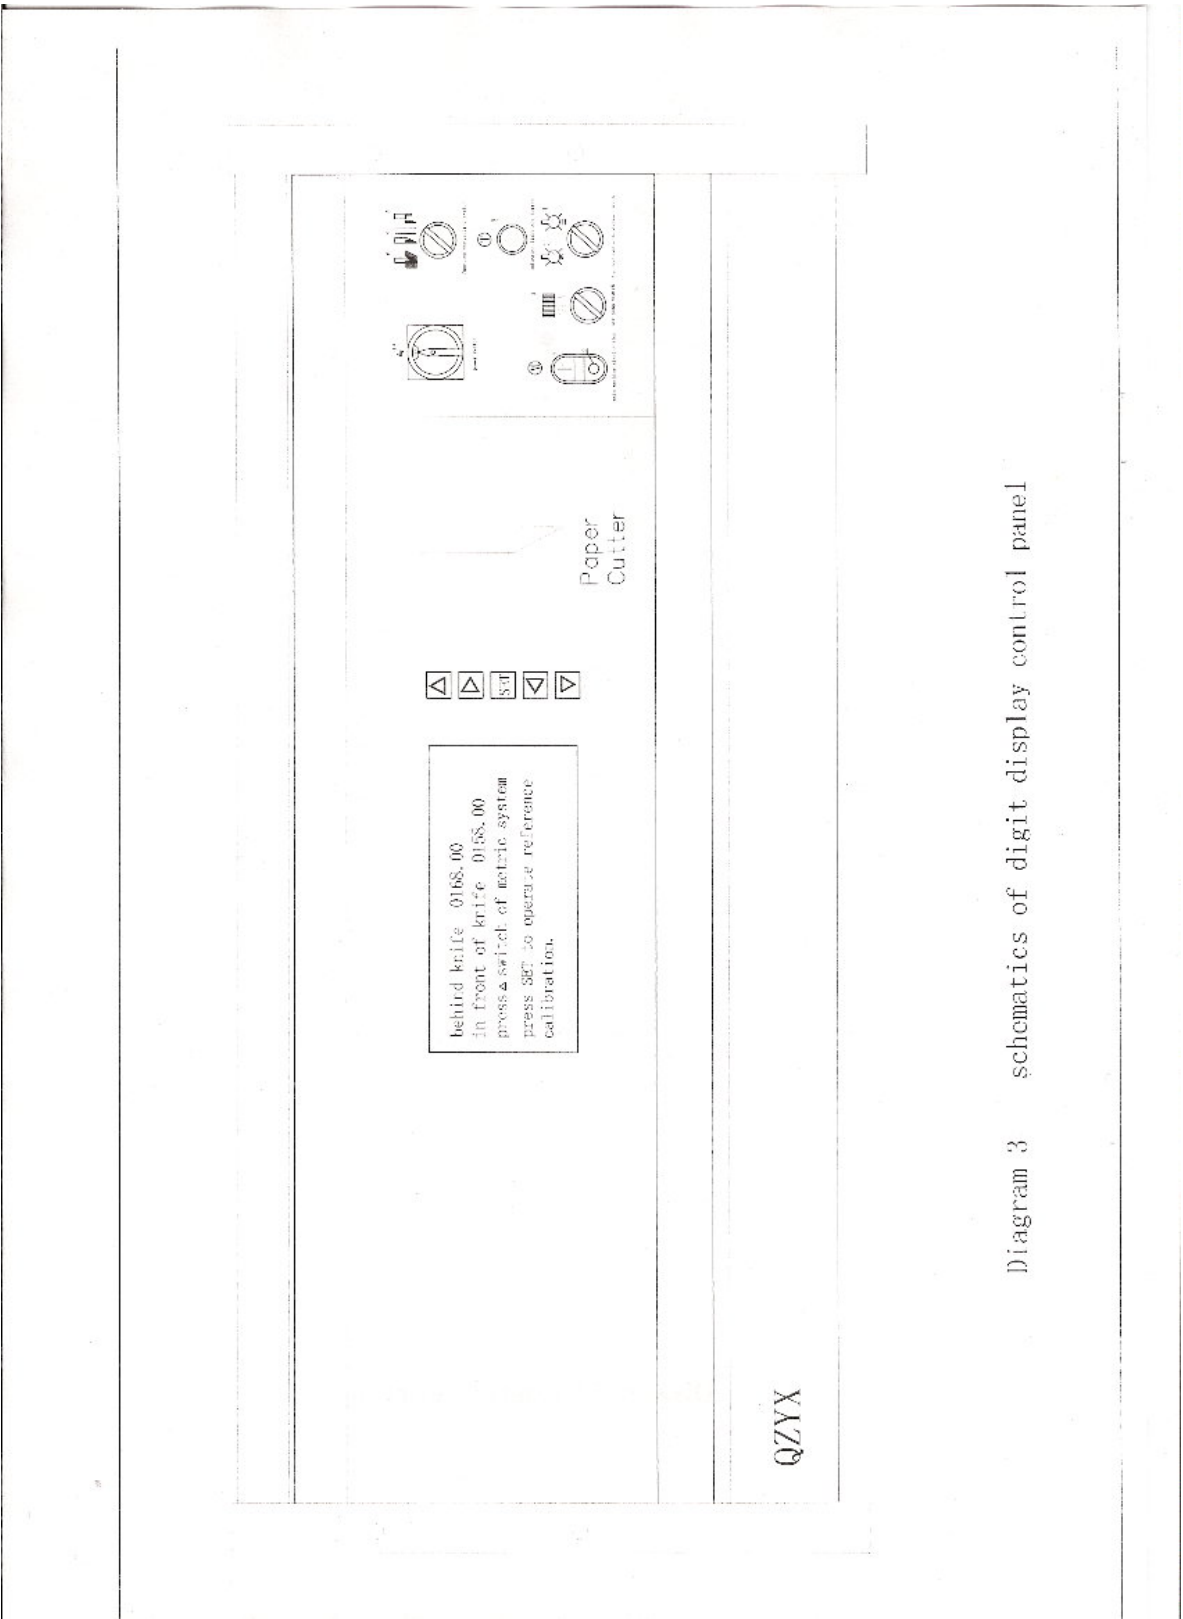 behind knife 0168.00
in front of knife 0168.00
press △ switch of metric system
press SET to operate reference
calibration.
SET
Paper
Cutter
QZYX
Diagram 3 schematics of digit display control panel